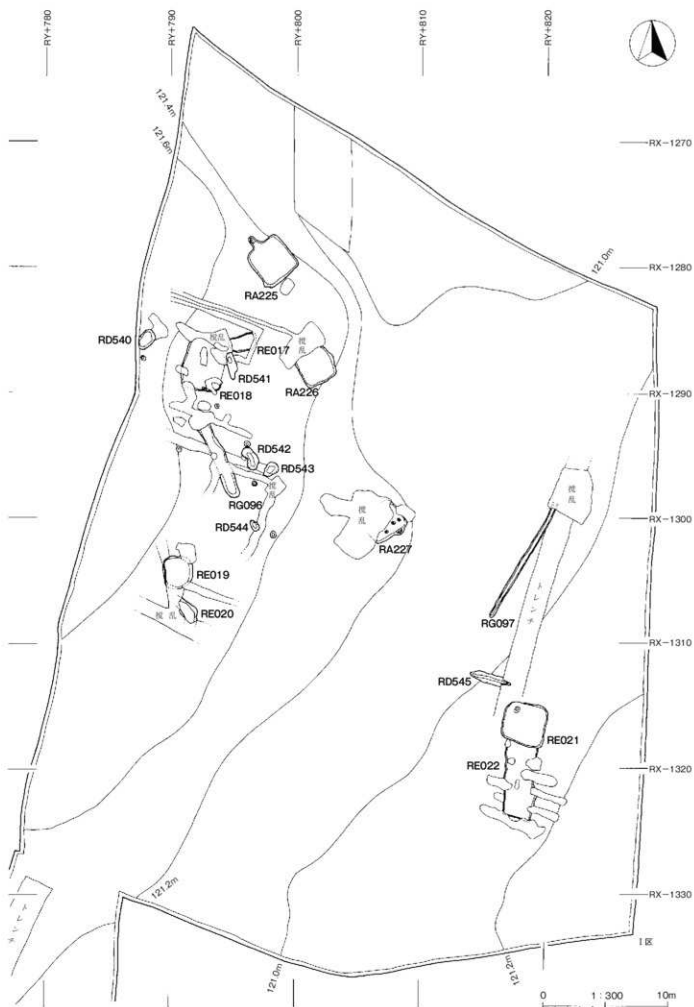 RY+780
RY+790
RY+800
RY+810
RY+820
121.4m
121.6m
RX-1270
121.0m
RX-1280
RA225
RD540
攪乱
RE017
RD541
RA226
攪乱
RE018
RX-1290
RD542
RD543
攪乱
RG096
RD544
攪乱
RA227
攪乱
RX-1300
RE019
トレンチ
RE020
攪乱
RG097
RX-1310
RD545
RE021
RE022
RX-1320
121.2m
RX-1330
トレンチ
I区
121.0m
121.2m
0 1:300 10m